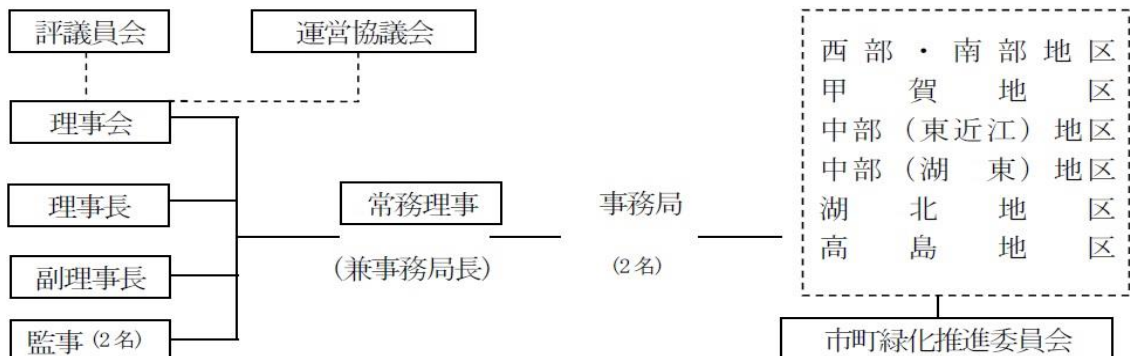 評議員会
運営協議会
理事会
理事長
副理事長
監事 (2名)
常務理事
(兼事務局長)
事務局
(2名)
西部・南部地区
甲賀地区
中部(東近江)地区
中部(湖東)地区
湖北地区
高島地区
市町緑化推進委員会